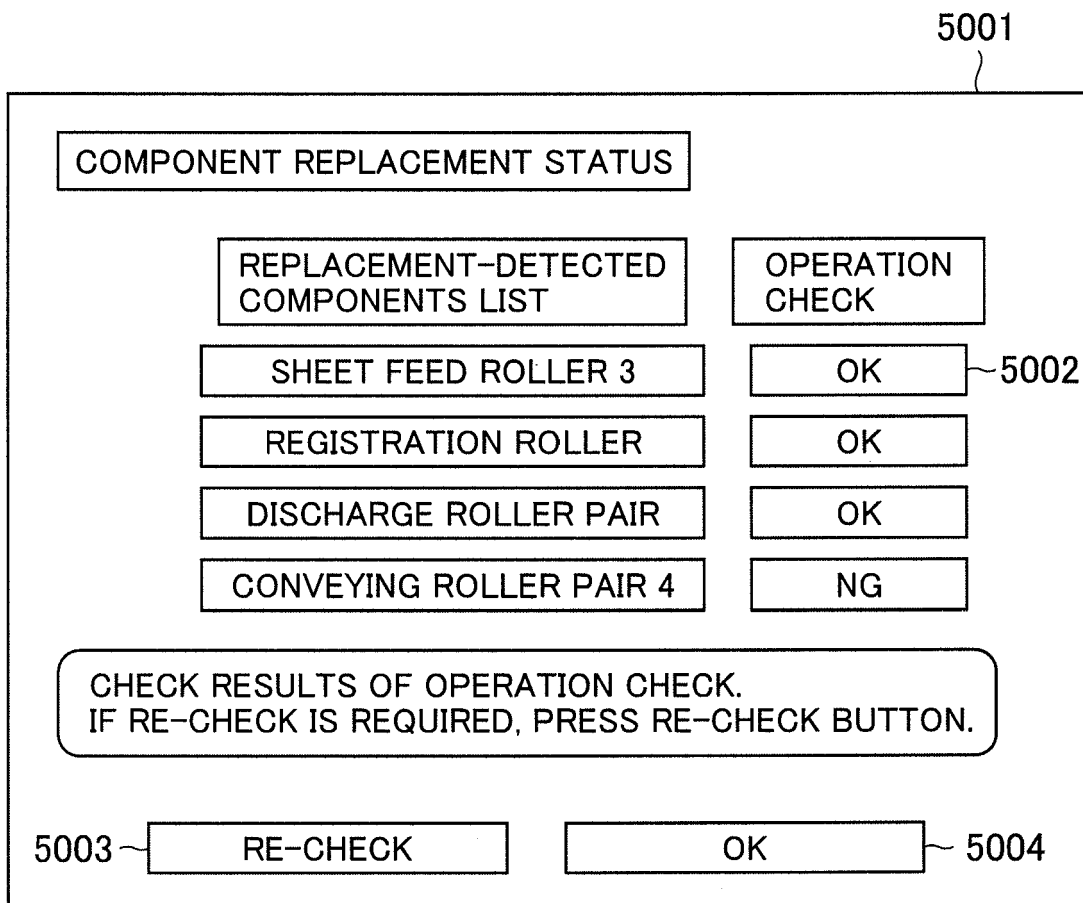 5001
COMPONENT REPLACEMENT STATUS
REPLACEMENT-DETECTED
COMPONENTS LIST
OPERATION
CHECK
SHEET FEED ROLLER 3
OK
5002
REGISTRATION ROLLER
OK
DISCHARGE ROLLER PAIR
OK
CONVEYING ROLLER PAIR 4
NG
CHECK RESULTS OF OPERATION CHECK.
IF RE-CHECK IS REQUIRED, PRESS RE-CHECK BUTTON.
5003
RE-CHECK
OK
5004